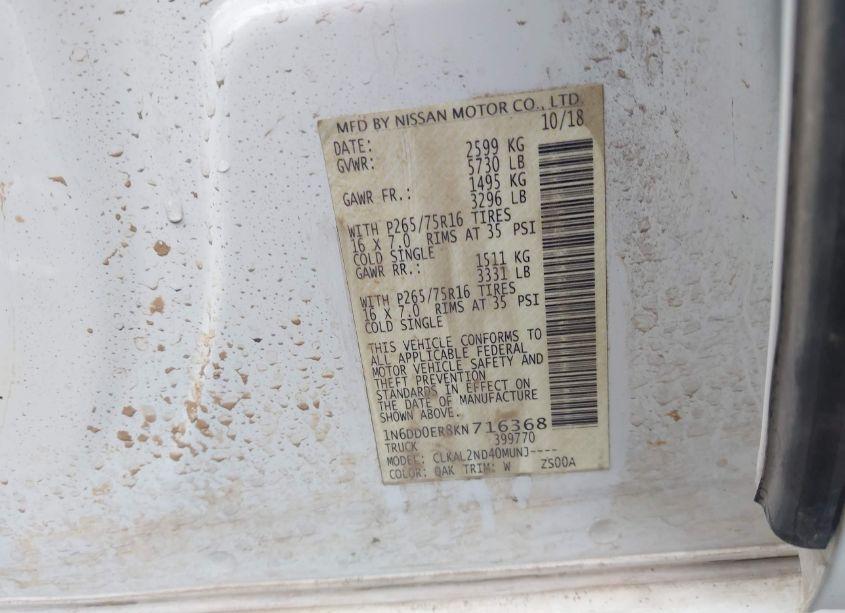 MFD BY NISSAN MOTOR CO., LTD.
DATE: 10/18
GVWR: 2599 KG
5730 LB
GAWR FR.: 1495 KG
3296 LB
WITH P265/75R16 TIRES
16 X 7.0 RIMS AT 35 PSI
COLD SINGLE
GAWR RR.: 1511 KG
3331 LB
WITH P265/75R16 TIRES
16 X 7.0 RIMS AT 35 PSI
COLD SINGLE
THIS VEHICLE CONFORMS TO
ALL APPLICABLE FEDERAL
MOTOR VEHICLE SAFETY AND
THEFT PREVENTION
STANDARDS IN EFFECT ON
THE DATE OF MANUFACTURE
SHOWN ABOVE.
1N6DD0ER8KN716368
TRUCK 399770
MODEL: CLKAL2ND40MUNJ----
COLOR: QAK TRIM: W ZS00A